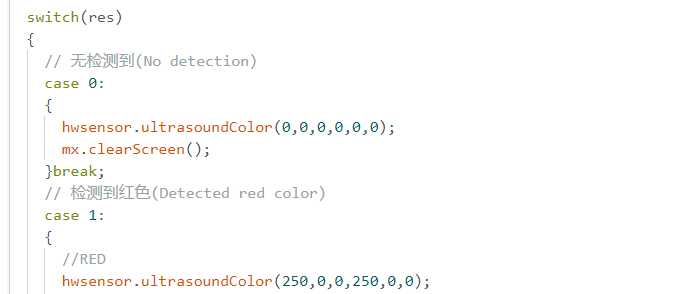 switch(res)
{
// 无检测到(No detection)
case 0:
{
hwsensor.ultrasoundColor(0,0,0,0,0,0);
mx.clearScreen();
}break;
// 检测到红色(Detected red color)
case 1:
{
//RED
hwsensor.ultrasoundColor(250,0,0,250,0,0);